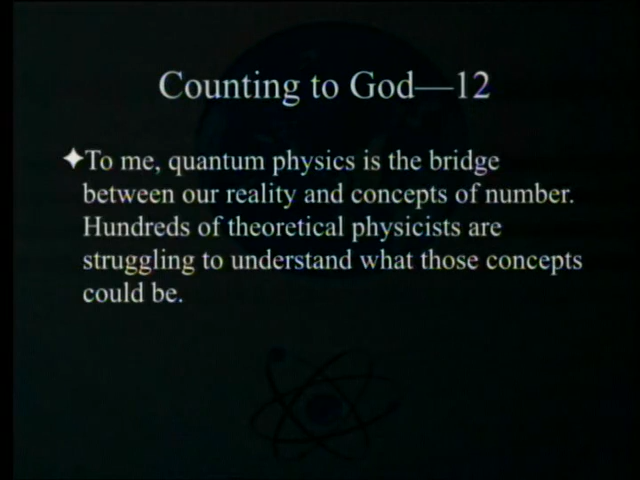 Counting to God—12
✦To me, quantum physics is the bridge
between our reality and concepts of number.
Hundreds of theoretical physicists are
struggling to understand what those concepts
could be.